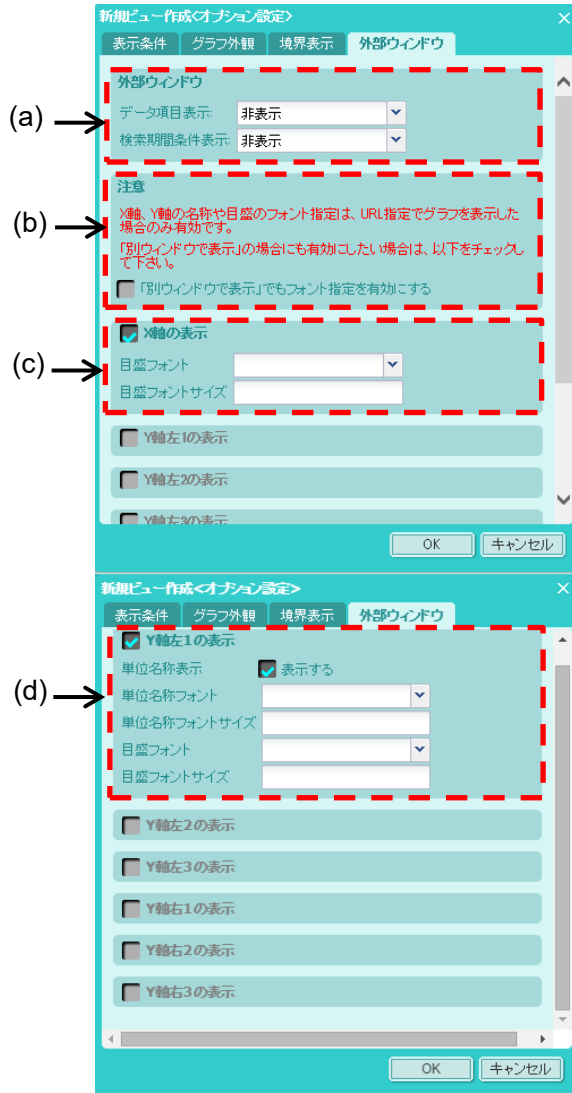 新規ビュー作成<オプション設定>
表示条件 グラフ外観 境界表示 外部ウィンドウ
外部ウィンドウ
(a)
データ項目表示: 非表示
検索期間条件表示: 非表示
注意
(b)
X軸、Y軸の名称や目盛のフォント指定は、URL指定でグラフを表示した
場合のみ有効です。
「別ウィンドウで表示」の場合にも有効にしたい場合は、以下をチェックし
て下さい。
「別ウィンドウで表示」でもフォント指定を有効にする
X軸の表示
(c)
目盛フォント
目盛フォントサイズ
Y軸左1の表示
Y軸左2の表示
Y軸左3の表示
OK キャンセル
新規ビュー作成<オプション設定>
表示条件 グラフ外観 境界表示 外部ウィンドウ
Y軸左1の表示
単位名称表示 表示する
(d)
単位名称フォント
単位名称フォントサイズ
目盛フォント
目盛フォントサイズ
Y軸左2の表示
Y軸左3の表示
Y軸右1の表示
Y軸右2の表示
Y軸右3の表示
OK キャンセル